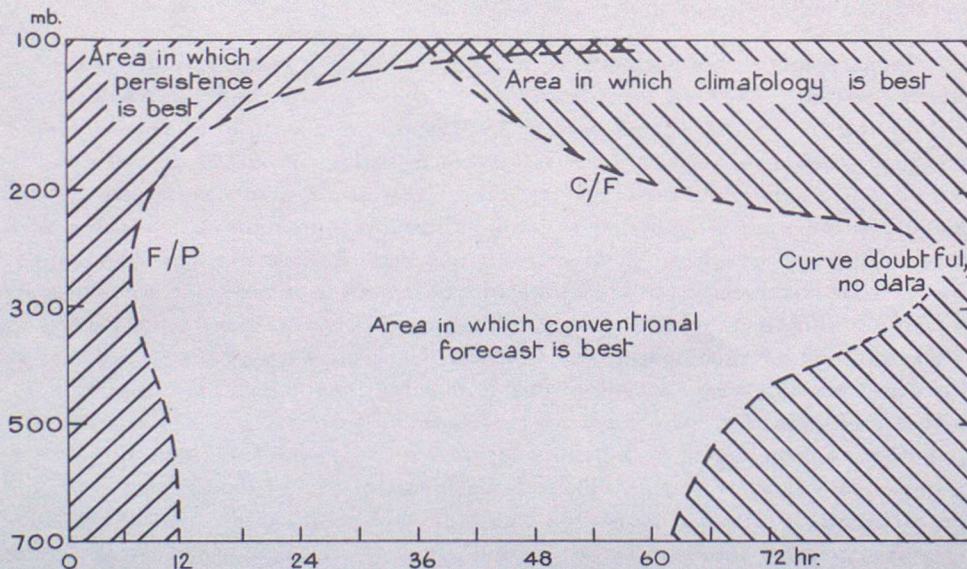 mb.
100
Area in which
persistence
is best
Area in which climatology is best
200
C/F
F/P
Curve doubtful,
no data
300
Area in which conventional
forecast is best
500
700
0 12 24 36 48 60 72 hr.